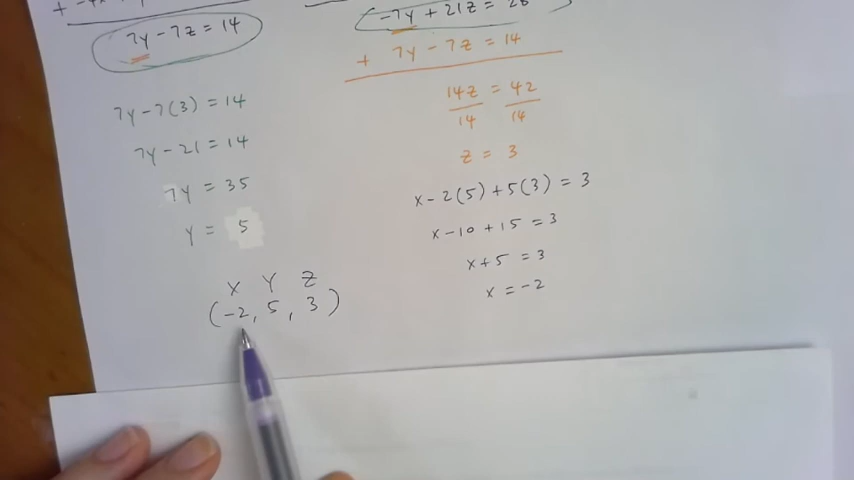 7y - 7z = 14
7y - 7(3) = 14
7y - 21 = 14
7y = 35
y = 5
x y z
(-2, 5, 3)
-7y + 21z = 28
+ 7y - 7z = 14
14z = 42
14 14
z = 3
x - 2(5) + 5(3) = 3
x - 10 + 15 = 3
x + 5 = 3
x = -2